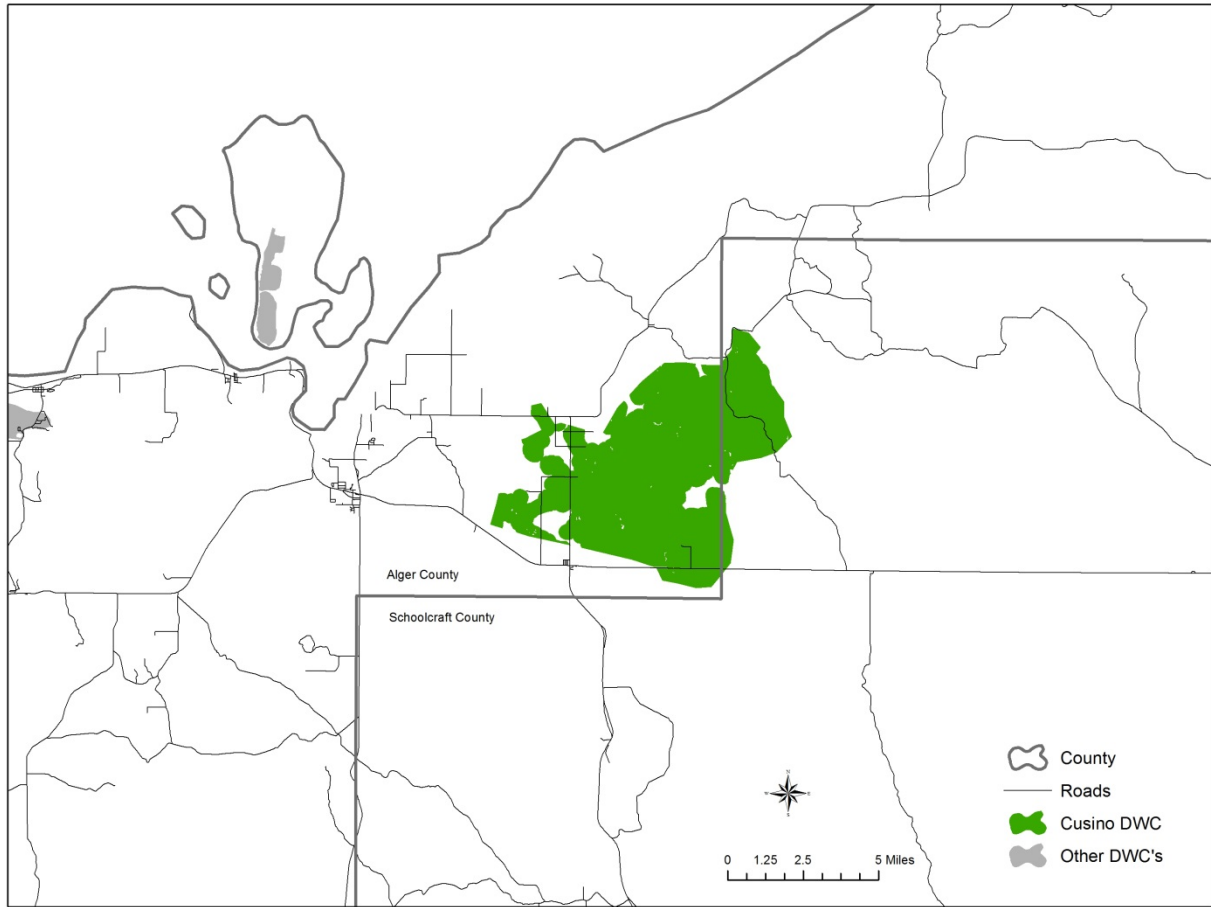 Alger County
Schoolcraft County
County
Roads
Cusino DWC
Other DWC's
N
W E
S
0 1.25 2.5 5 Miles